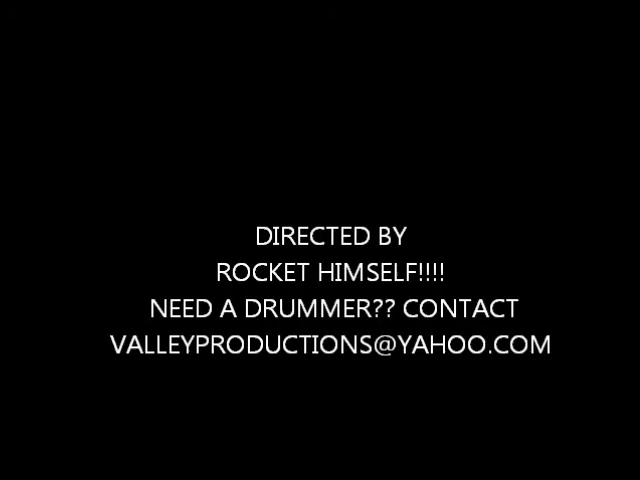 DIRECTED BY
ROCKET HIMSELF!!!!
NEED A DRUMMER?? CONTACT
VALLEYPRODUCTIONS@YAHOO.COM